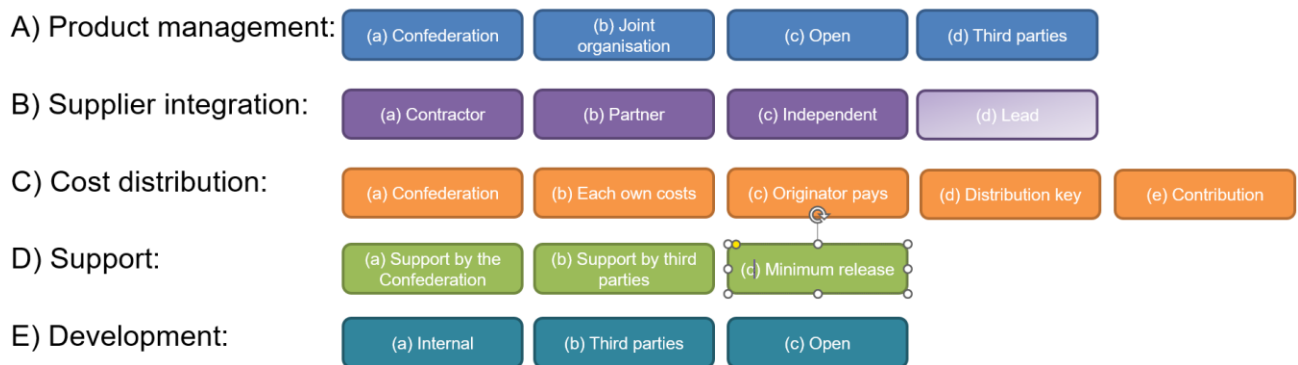 A) Product management:
(a) Confederation
(b) Joint
organisation
(c) Open
(d) Third parties
B) Supplier integration:
(a) Contractor
(b) Partner
(c) Independent
(d) Lead
C) Cost distribution:
(a) Confederation
(b) Each own costs
(c) Originator pays
(d) Distribution key
(e) Contribution
D) Support:
(a) Support by the
Confederation
(b) Support by third
parties
(c) Minimum release
E) Development:
(a) Internal
(b) Third parties
(c) Open